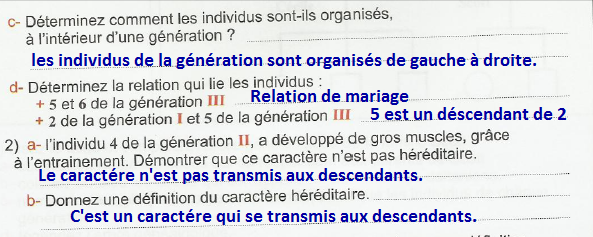 c- Déterminez comment les individus sont-ils organisés,
à l'intérieur d'une génération ?
les individus de la génération sont organisés de gauche à droite.
d- Déterminez la relation qui lie les individus :
+ 5 et 6 de la génération III Relation de mariage
+ 2 de la génération I et 5 de la génération III 5 est un déscendant de 2
2) a- l'individu 4 de la génération II, a développé de gros muscles, grâce
à l'entrainement. Démontrer que ce caractère n'est pas héréditaire.
Le caractére n'est pas transmis aux descendants.
b- Donnez une définition du caractère héréditaire.
C'est un caractére qui se transmis aux descendants.